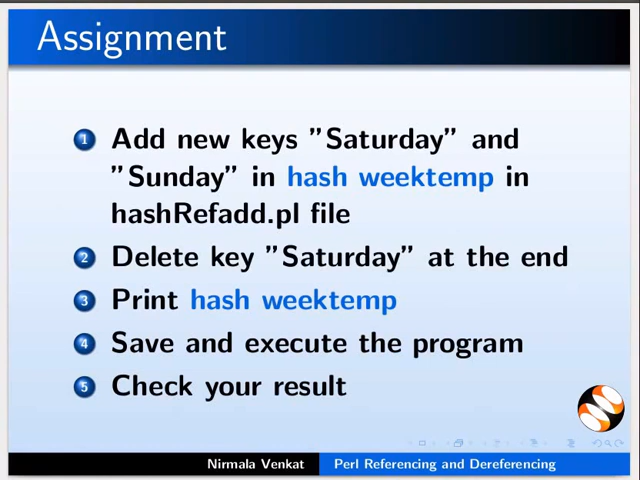 Assignment
1 Add new keys "Saturday" and
"Sunday" in hash weektemp in
hashRefadd.pl file
2 Delete key "Saturday" at the end
3 Print hash weektemp
4 Save and execute the program
5 Check your result
Nirmala Venkat Perl Referencing and Dereferencing